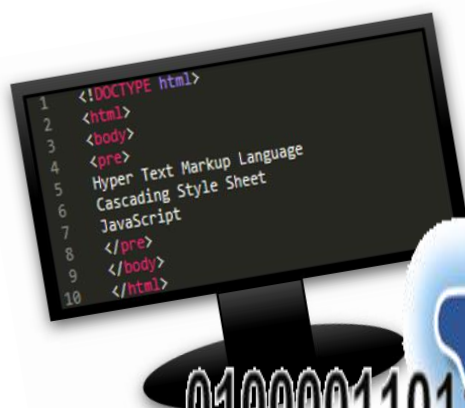 1 <!DOCTYPE html>
2 <html>
3 <body>
4 <pre>
5 Hyper Text Markup Language
6 Cascading Style Sheet
7 JavaScript
8 </pre>
9 </body>
10 </html>
0100001101